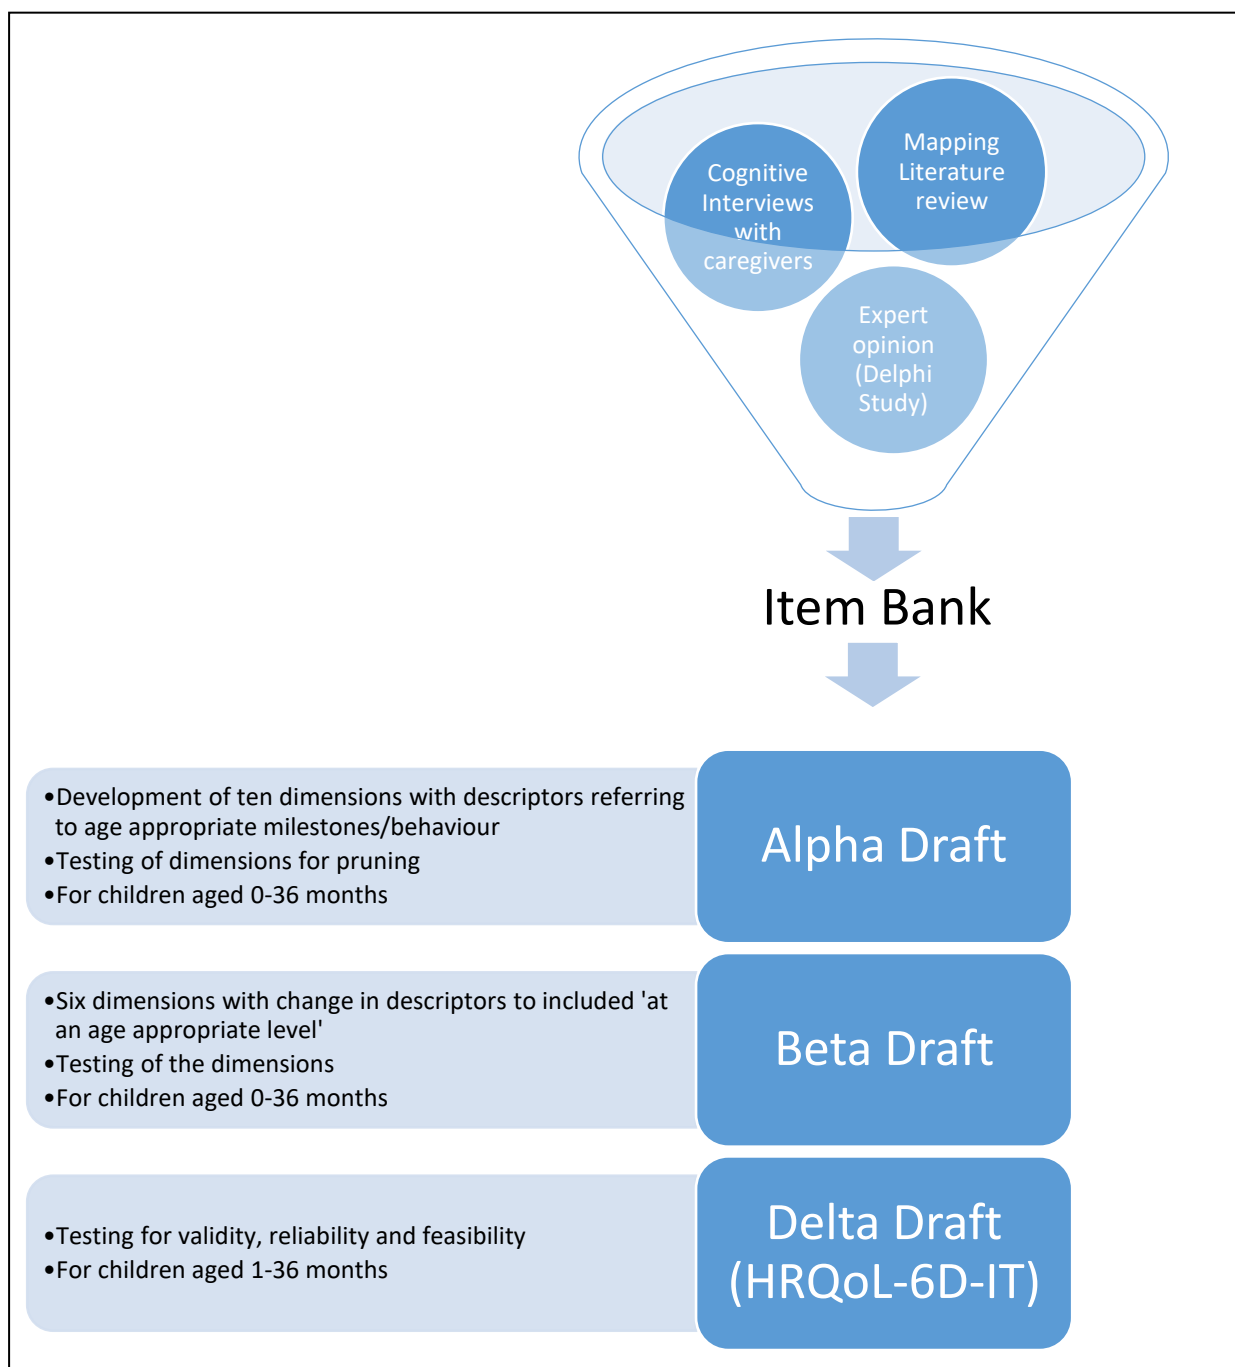 Mapping
Literature
review
Cognitive
Interviews
with
caregivers
Expert
opinion
(Delphi
Study)
Item Bank
•Development of ten dimensions with descriptors referring
to age appropriate milestones/behaviour
•Testing of dimensions for pruning
•For children aged 0-36 months
Alpha Draft
•Six dimensions with change in descriptors to included 'at
an age appropriate level'
•Testing of the dimensions
•For children aged 0-36 months
Beta Draft
•Testing for validity, reliability and feasibility
•For children aged 1-36 months
Delta Draft
(HRQoL-6D-IT)